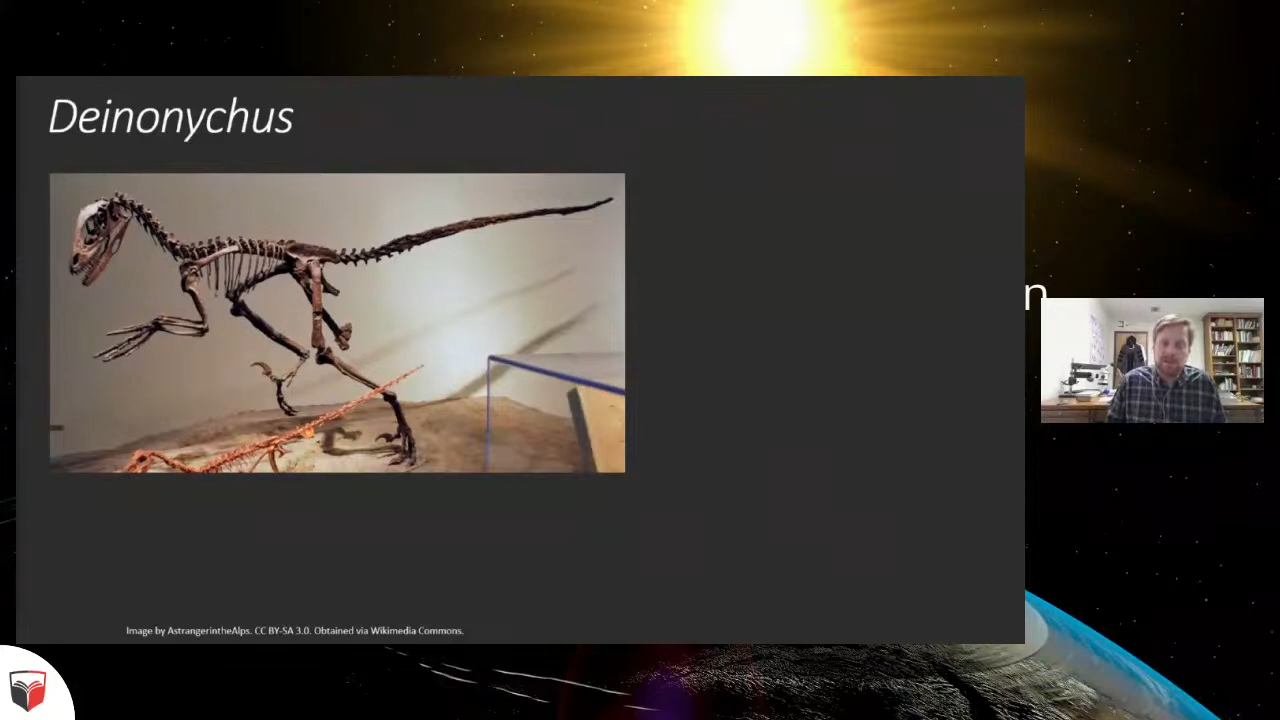 Deinonychus
n
Image by AstrangerintheAlps. CC BY-SA 3.0. Obtained via Wikimedia Commons.